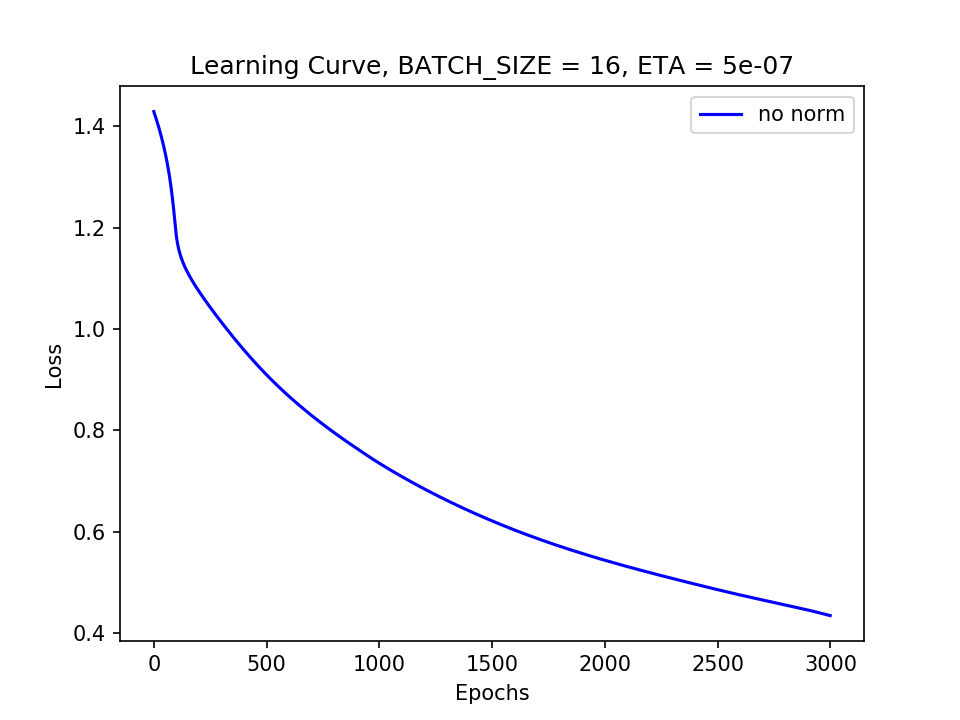 Learning Curve, BATCH_SIZE = 16, ETA = 5e-07
no norm
1.4
1.2
1.0
0.8
0.6
0.4
Loss
0 500 1000 1500 2000 2500 3000
Epochs